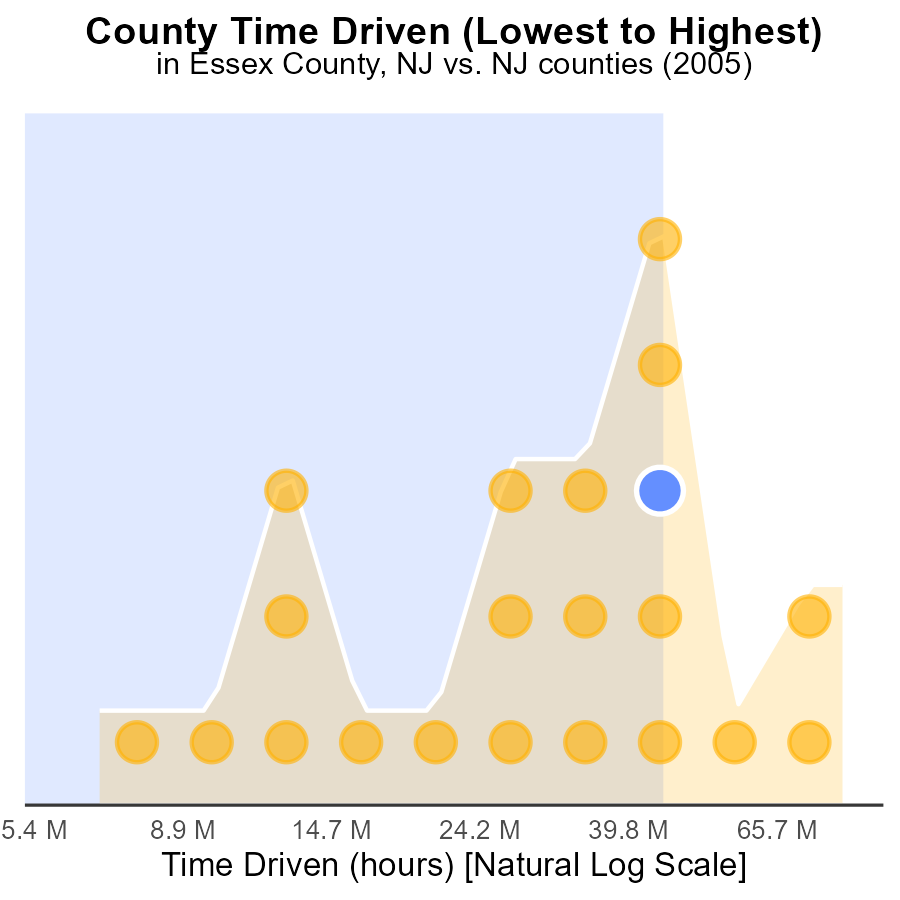 County Time Driven (Lowest to Highest)
in Essex County, NJ vs. NJ counties (2005)
5.4 M 8.9 M 14.7 M 24.2 M 39.8 M 65.7 M
Time Driven (hours) [Natural Log Scale]